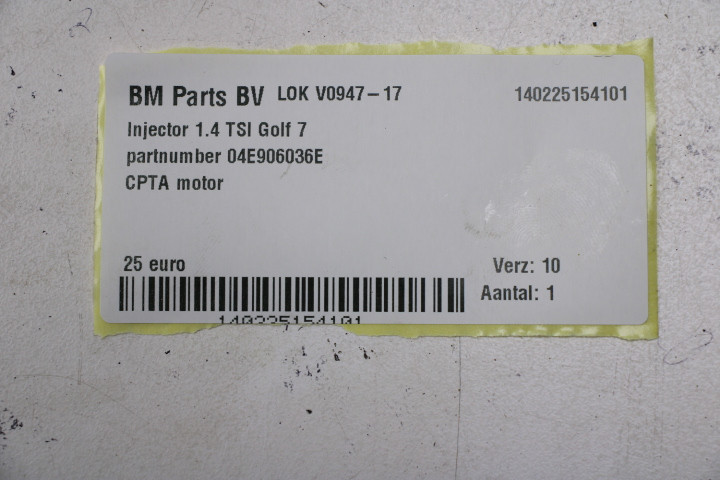 BM Parts BV LOK V0947-17 140225154101
Injector 1.4 TSI Golf 7
partnumber 04E906036E
CPTA motor
25 euro Verz: 10
Aantal: 1
140225154101